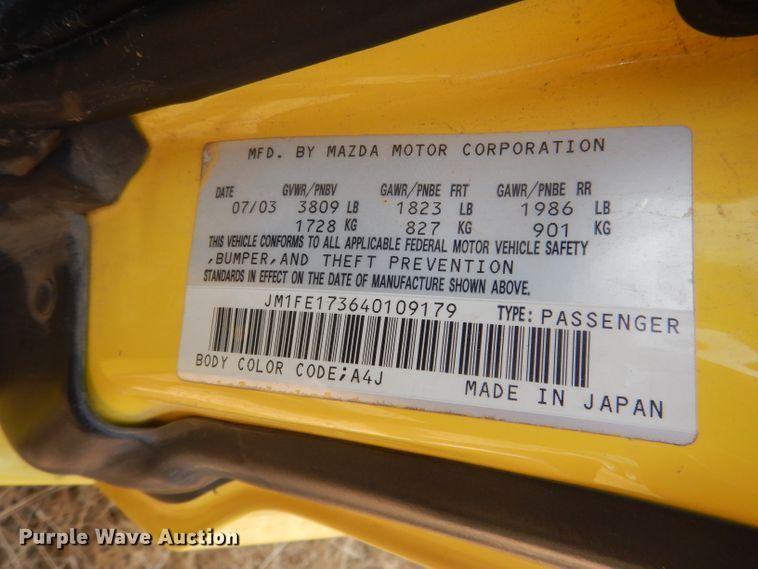 MFD. BY MAZDA MOTOR CORPORATION
DATE GVWR/PNBV GAWR/PNBE FRT GAWR/PNBE RR
07/03 3809 LB 1823 LB 1986 LB
1728 KG 827 KG 901 KG
THIS VEHICLE CONFORMS TO ALL APPLICABLE FEDERAL MOTOR VEHICLE SAFETY
,BUMPER,AND THEFT PREVENTION
STANDARDS IN EFFECT ON THE DATE OF MANUFACTURE SHOWN ABOVE.
JM1FE173640109179 TYPE: PASSENGER
BODY COLOR CODE;A4J
MADE IN JAPAN
Purple Wave Auction